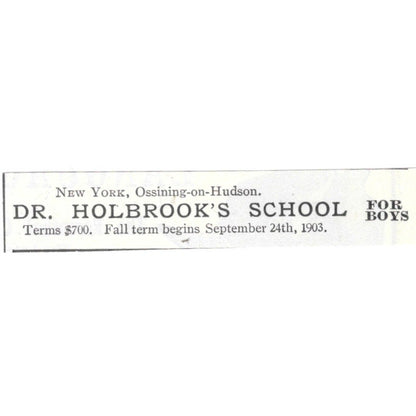 NEW YORK, Ossining-on-Hudson.
DR. HOLBROOK'S SCHOOL FOR BOYS
Terms $700. Fall term begins September 24th, 1903.